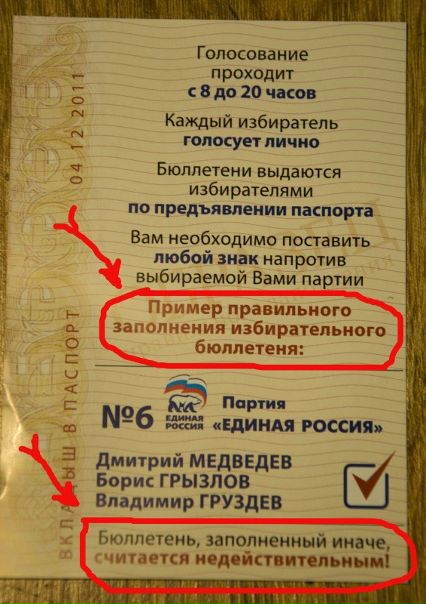 Голосование
проходит
с 8 до 20 часов
Каждый избиратель
голосует лично
Бюллетени выдаются
избирателями
по предъявлении паспорта
Вам необходимо поставить
любой знак напротив
выбираемой Вами партии
Пример правильного
заполнения избирательного
бюллетеня:
№6
ЕДИНАЯ
РОССИЯ
Партия
«ЕДИНАЯ РОССИЯ»
Дмитрий МЕДВЕДЕВ
Борис ГРЫЗЛОВ
Владимир ГРУЗДЕВ
Бюллетень, заполненный иначе,
считается недействительным!
ВКЛАДЫШ В ПАСПОРТ 04 12 2011